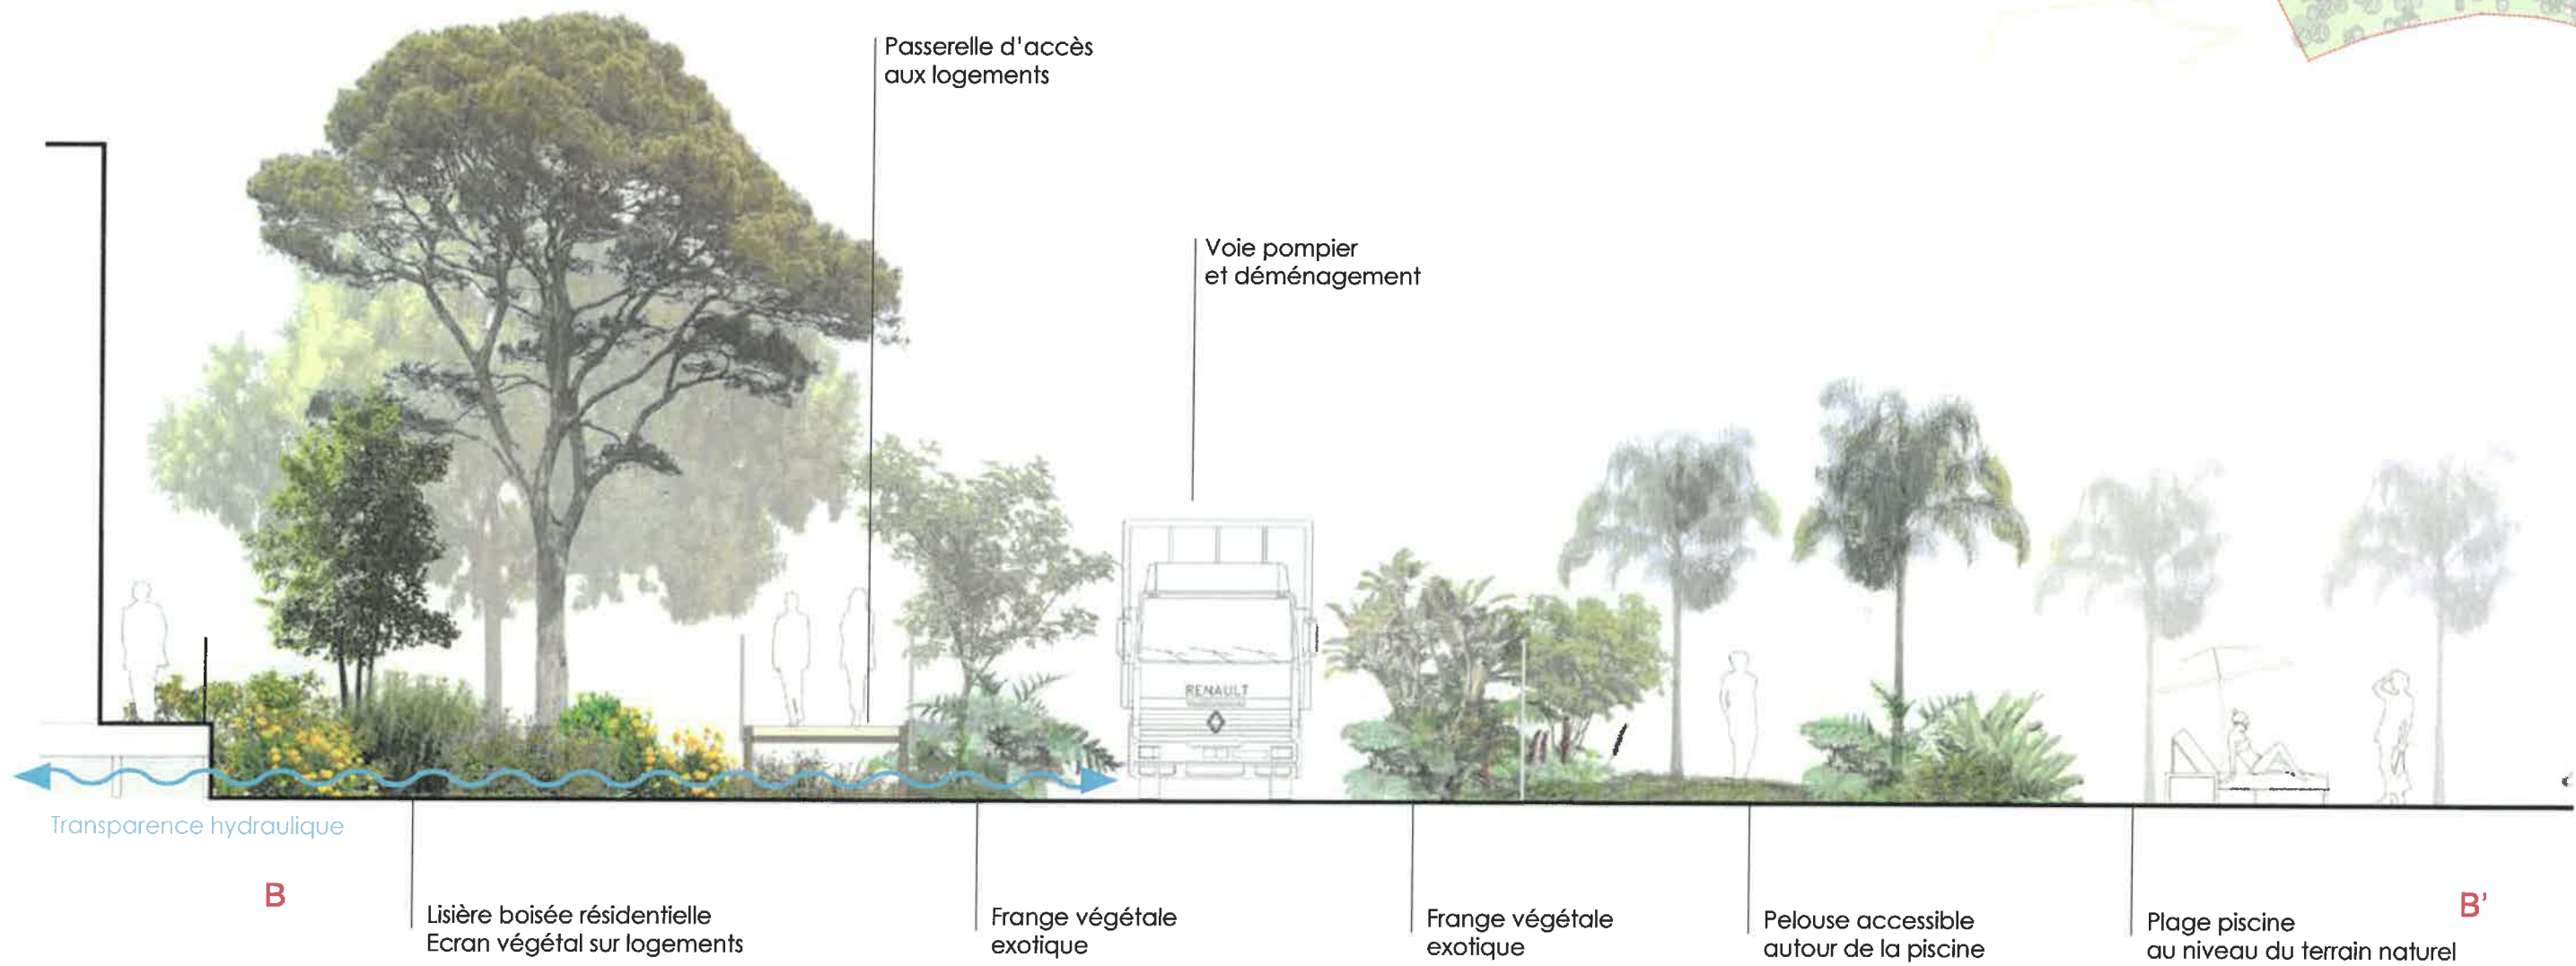 Passerelle d'accès
aux logements
Voie pompier
et déménagement
RENAULT
Transparence hydraulique
B
B'
Lisière boisée résidentielle
Ecran végétal sur logements
Frange végétale
exotique
Frange végétale
exotique
Pelouse accessible
autour de la piscine
Plage piscine
au niveau du terrain naturel